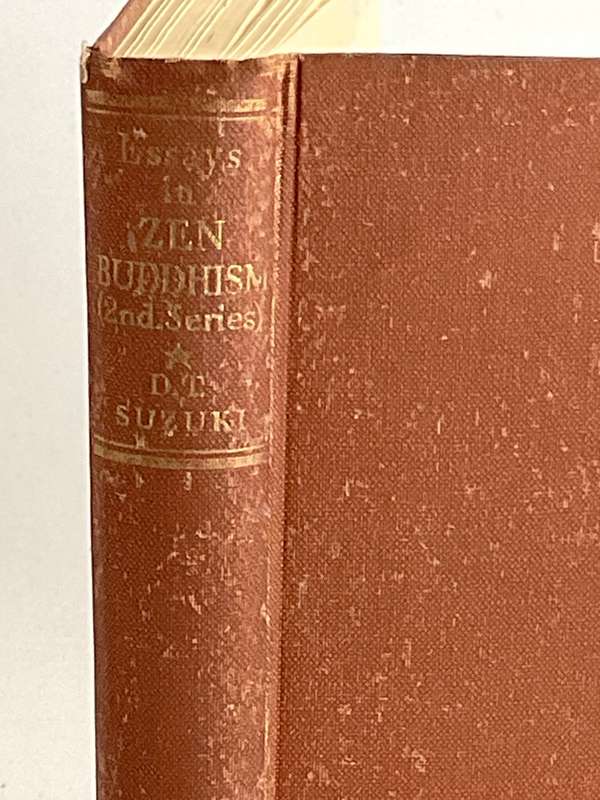 Essays
in
ZEN
BUDDHISM
(2nd. Series)
D. T.
SUZUKI